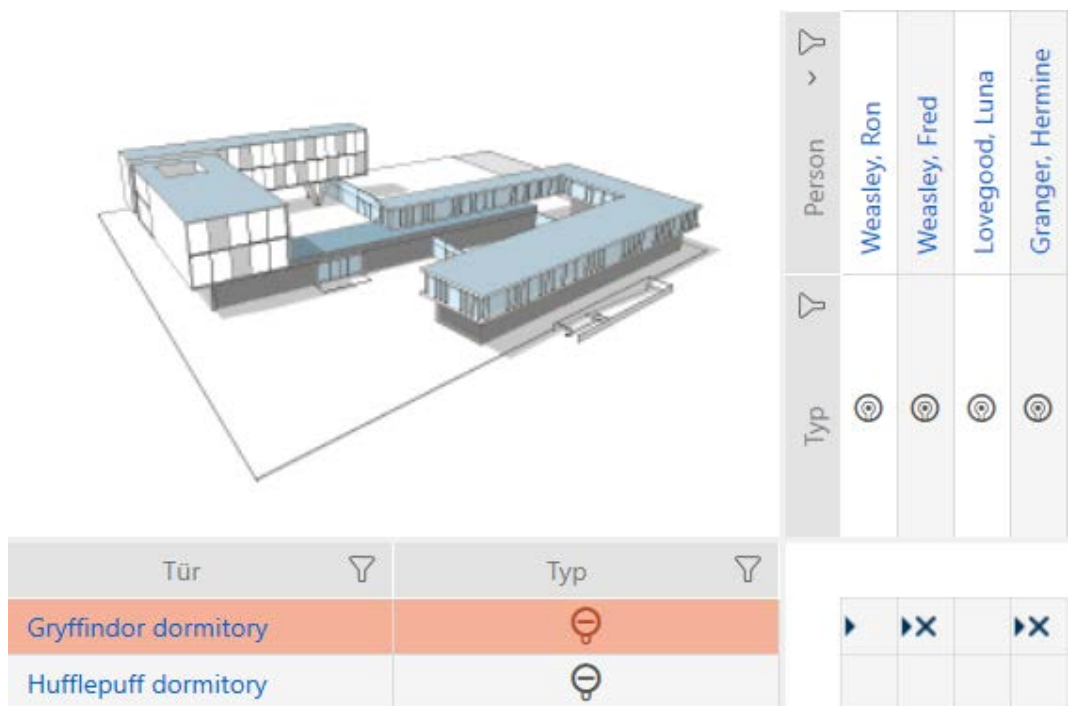 Person
Weasley, Ron
Weasley, Fred
Lovegood, Luna
Granger, Hermine
Typ
Tür
Typ
Gryffindor dormitory
Hufflepuff dormitory